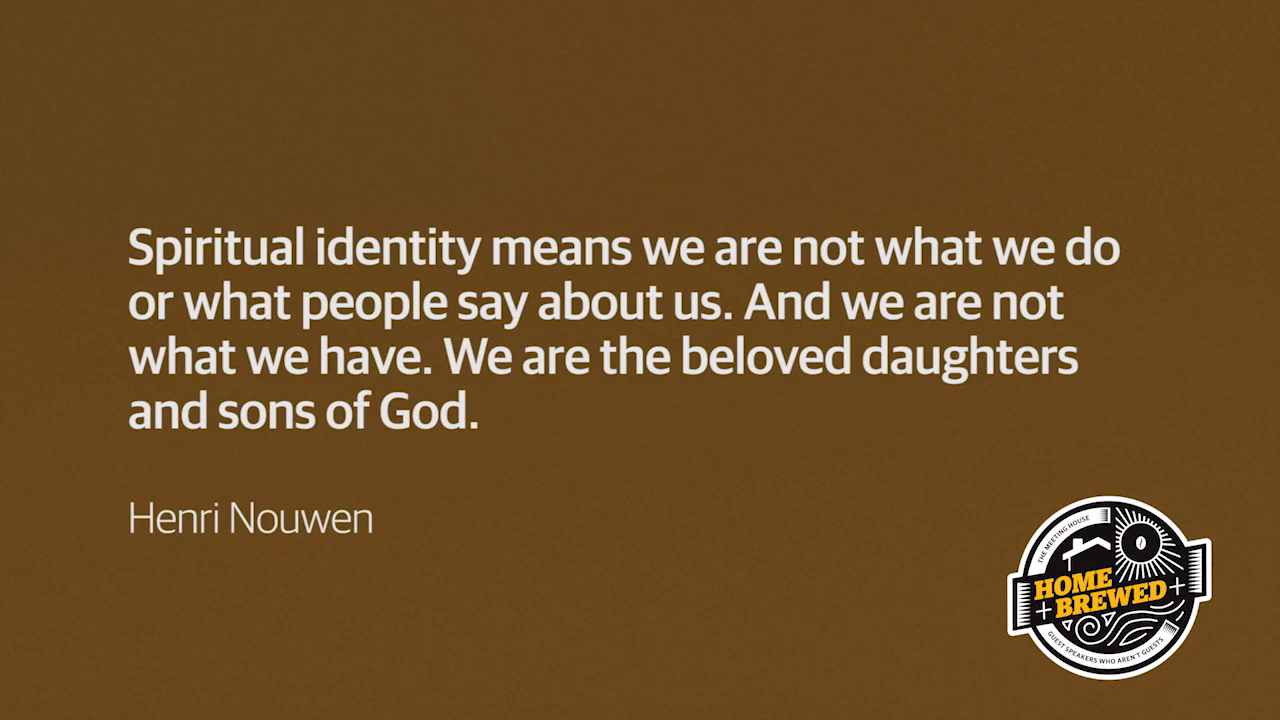 Spiritual identity means we are not what we do
or what people say about us. And we are not
what we have. We are the beloved daughters
and sons of God.
Henri Nouwen
THE MEETING HOUSE
HOME
BREWED
GUEST SPEAKERS WHO AREN'T GUESTS